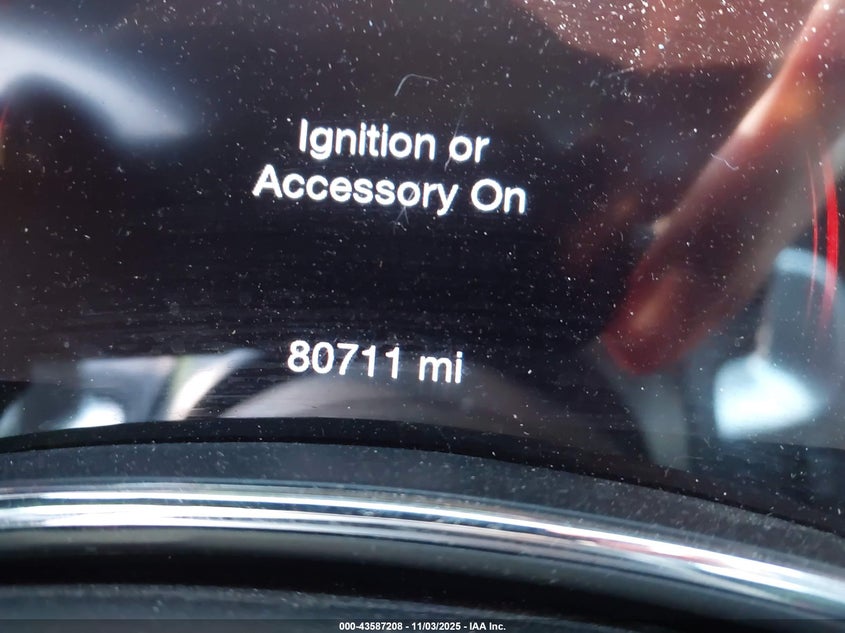 Ignition or
Accessory On
80711 mi
000-43587208 - 11/03/2025 - IAA Inc.